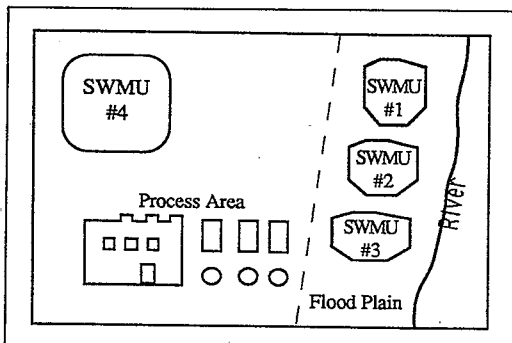 SWMU
#4
SWMU
#1
SWMU
#2
Process Area
SWMU
#3
River
Flood Plain